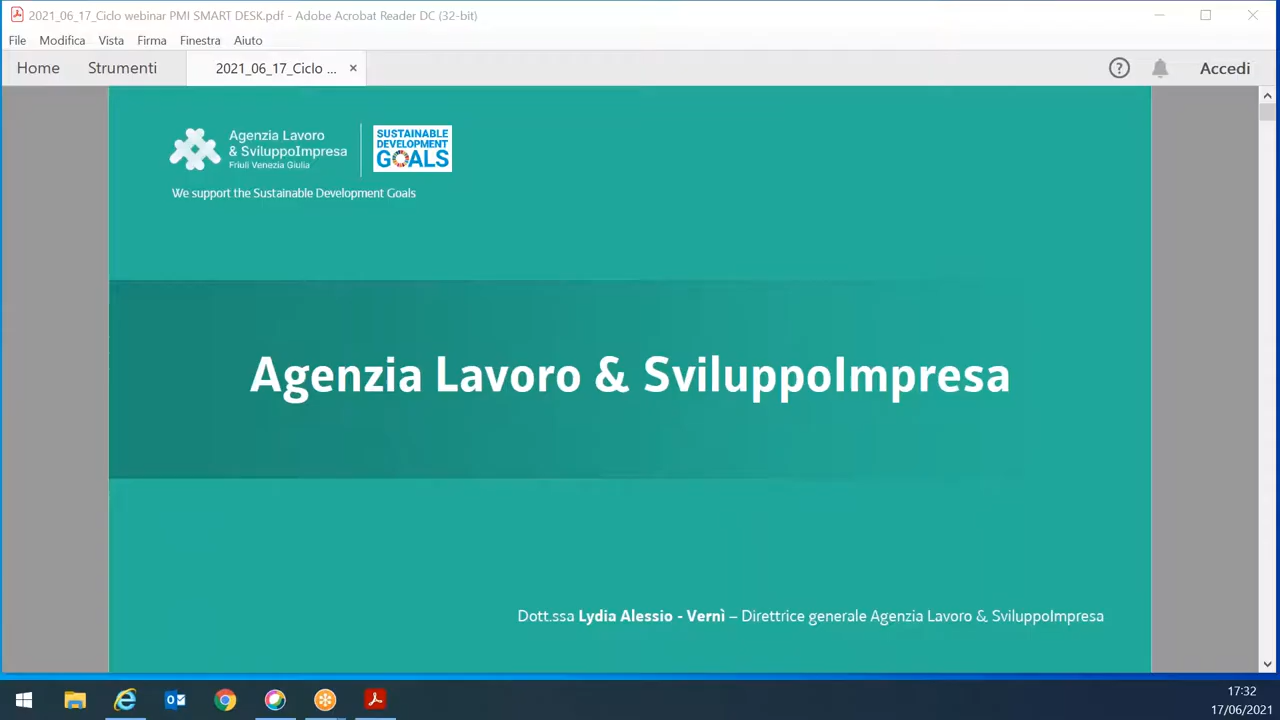 2021_06_17_Ciclo webinar PMI SMART DESK.pdf - Adobe Acrobat Reader DC (32-bit)
File Modifica Vista Firma Finestra Aiuto
Home Strumenti 2021_06_17_Ciclo ... × Accedi
Agenzia Lavoro
& SviluppoImpresa
Friuli Venezia Giulia
SUSTAINABLE
DEVELOPMENT
GOALS
We support the Sustainable Development Goals
Agenzia Lavoro & SviluppoImpresa
Dott.ssa Lydia Alessio - Vernì – Direttrice generale Agenzia Lavoro & SviluppoImpresa
17:32
17/06/2021